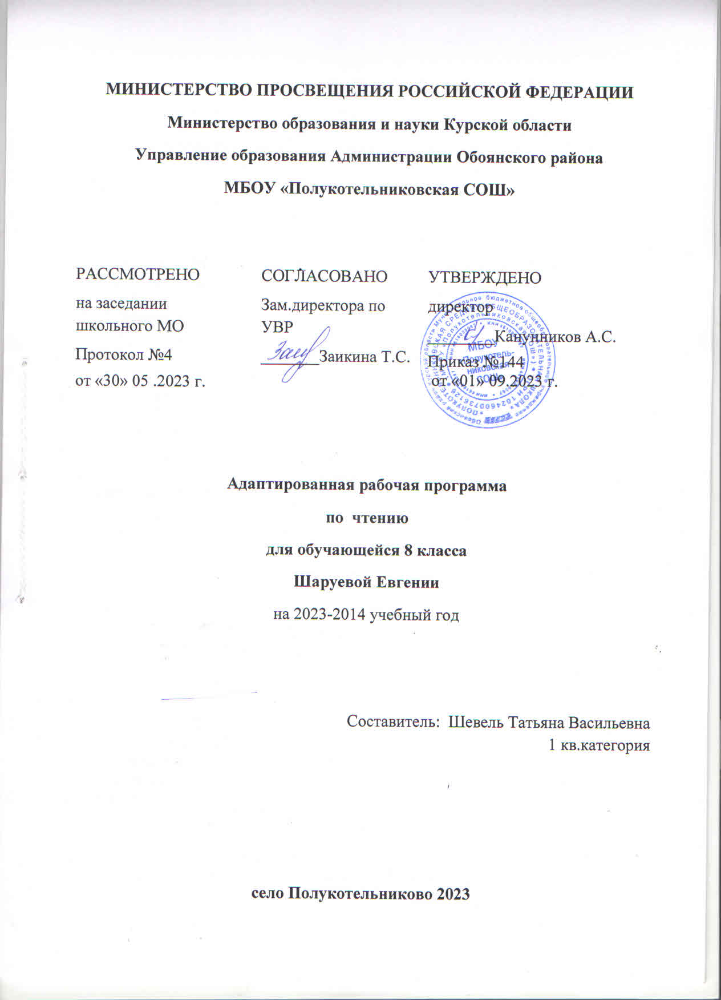 МИНИСТЕРСТВО ПРОСВЕЩЕНИЯ РОССИЙСКОЙ ФЕДЕРАЦИИ
Министерство образования и науки Курской области
Управление образования Администрации Обоянского района
МБОУ «Полукотельниковская СОШ»
РАССМОТРЕНО
на заседании
школьного МО
Протокол №4
от «30» 05 .2023 г.
СОГЛАСОВАНО
Зам.директора по
УВР
_______Заикина Т.С.
УТВЕРЖДЕНО
директор
________Канунников А.С.
Приказ №144
от «01» 09.2023 г.
МБОУ
«Полукотель-
никовская
СОШ»
Адаптированная рабочая программа
по чтению
для обучающейся 8 класса
Шаруевой Евгении
на 2023-2014 учебный год
Составитель: Шевель Татьяна Васильевна
1 кв.категория
село Полукотельниково 2023